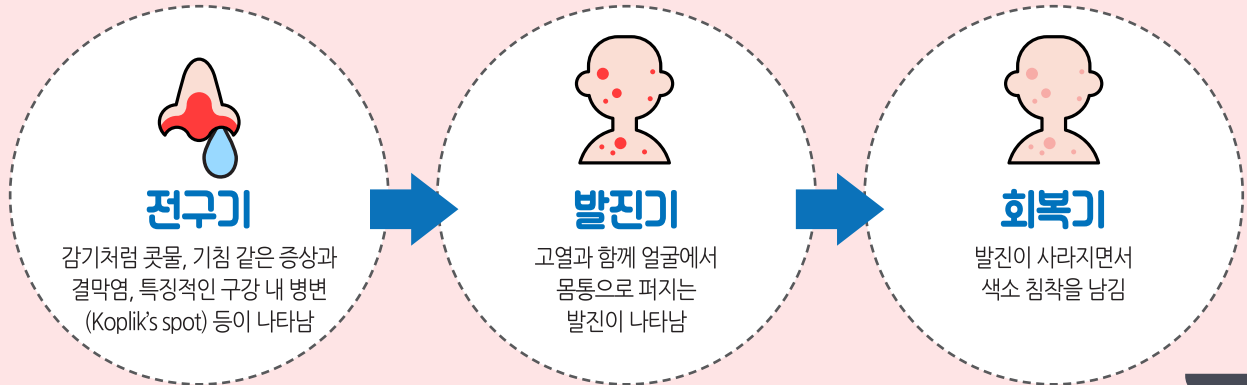 전구기
감기처럼 콧물, 기침 같은 증상과
결막염, 특징적인 구강 내 병변
(Koplik’s spot) 등이 나타남
발진기
고열과 함께 얼굴에서
몸통으로 퍼지는
발진이 나타남
회복기
발진이 사라지면서
색소 침착을 남김